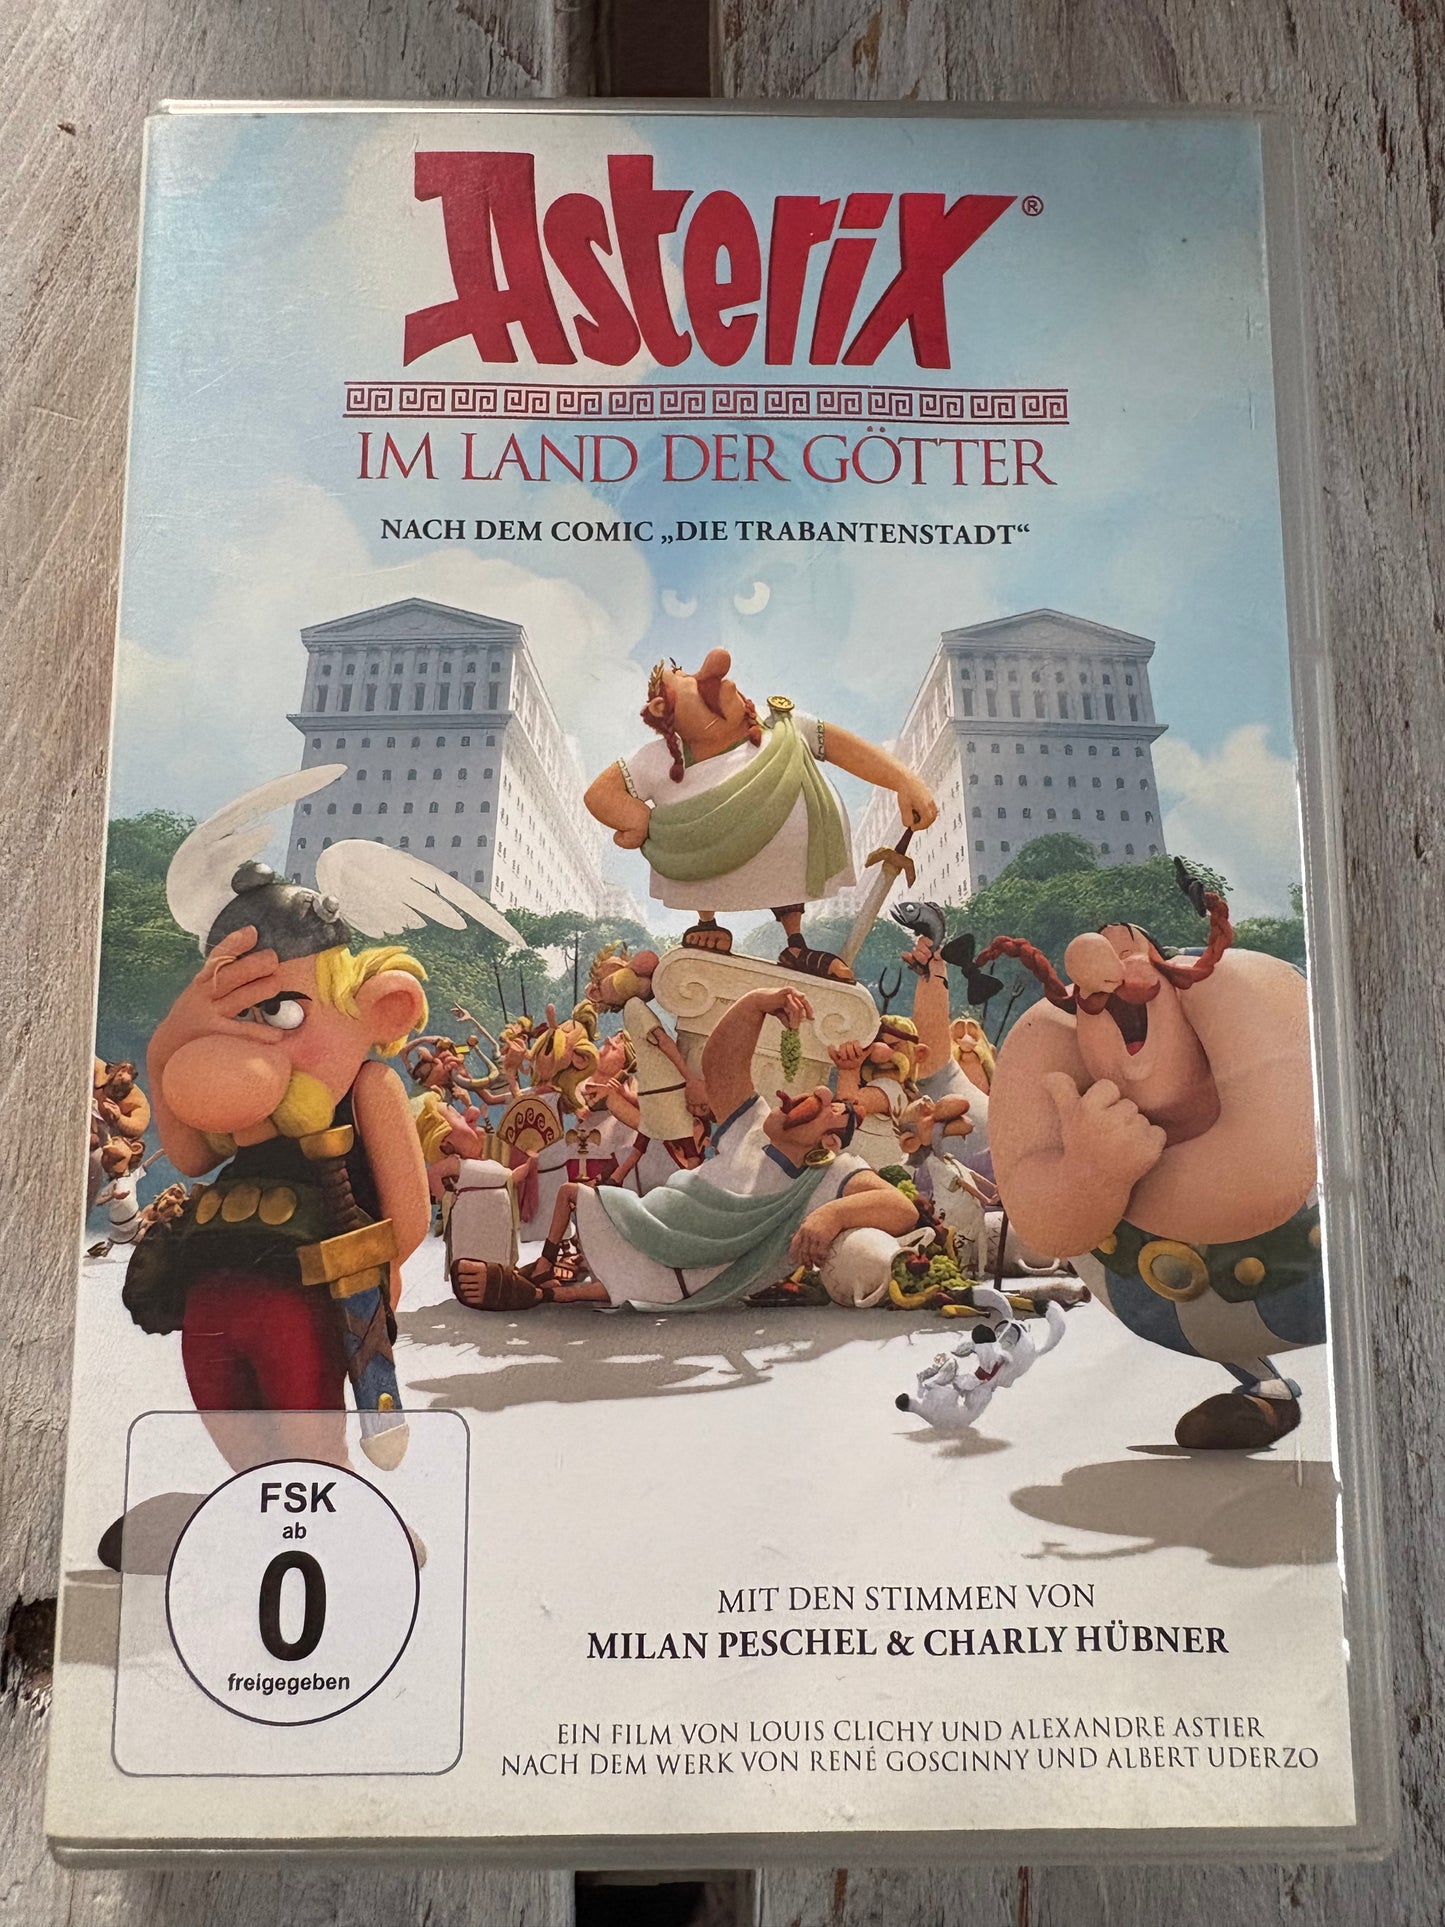 Asterix®
IM LAND DER GÖTTER
NACH DEM COMIC „DIE TRABANTENSTADT“
FSK
ab
0
freigegeben
MIT DEN STIMMEN VON
MILAN PESCHEL & CHARLY HÜBNER
EIN FILM VON LOUIS CLICHY UND ALEXANDRE ASTIER
NACH DEM WERK VON RENÉ GOSCINNY UND ALBERT UDERZO